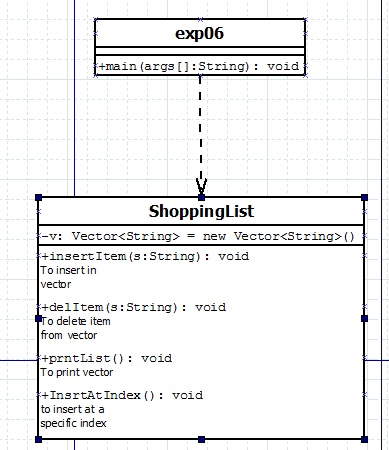 exp06
+main(args[]:String): void
ShoppingList
-v: Vector<String> = new Vector<String>()
+insertItem(s:String): void
To insert in
vector
+delItem(s:String): void
To delete item
from vector
+prntList(): void
To print vector
+InsrtAtIndex(): void
to insert at a
specific index